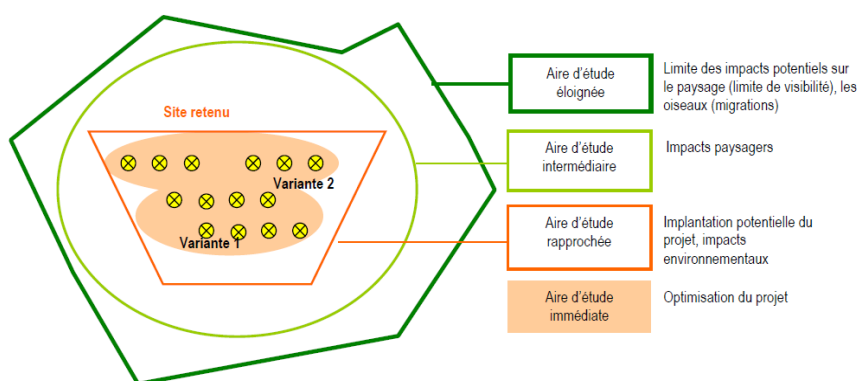 Site retenu
Variante 2
Variante 1
Aire d'étude
éloignée
Limite des impacts potentiels sur
le paysage (limite de visibilité), les
oiseaux (migrations)
Aire d'étude
intermédiaire
Impacts paysagers
Aire d'étude
rapprochée
Implantation potentielle du
projet, impacts
environnementaux
Aire d'étude
immédiate
Optimisation du projet